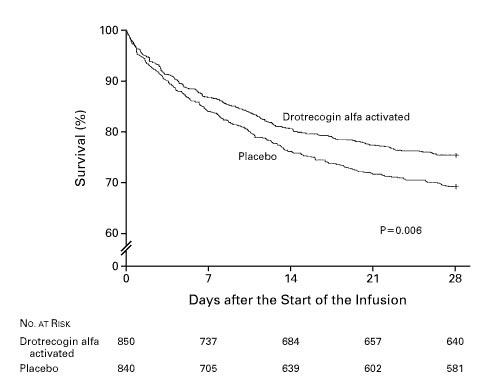 100
90
80
70
60
0
Survival (%)
Drotrecogin alfa activated
Placebo
P=0.006
0 7 14 21 28
Days after the Start of the Infusion
NO. AT RISK
Drotrecogin alfa 850 737 684 657 640
activated
Placebo 840 705 639 602 581